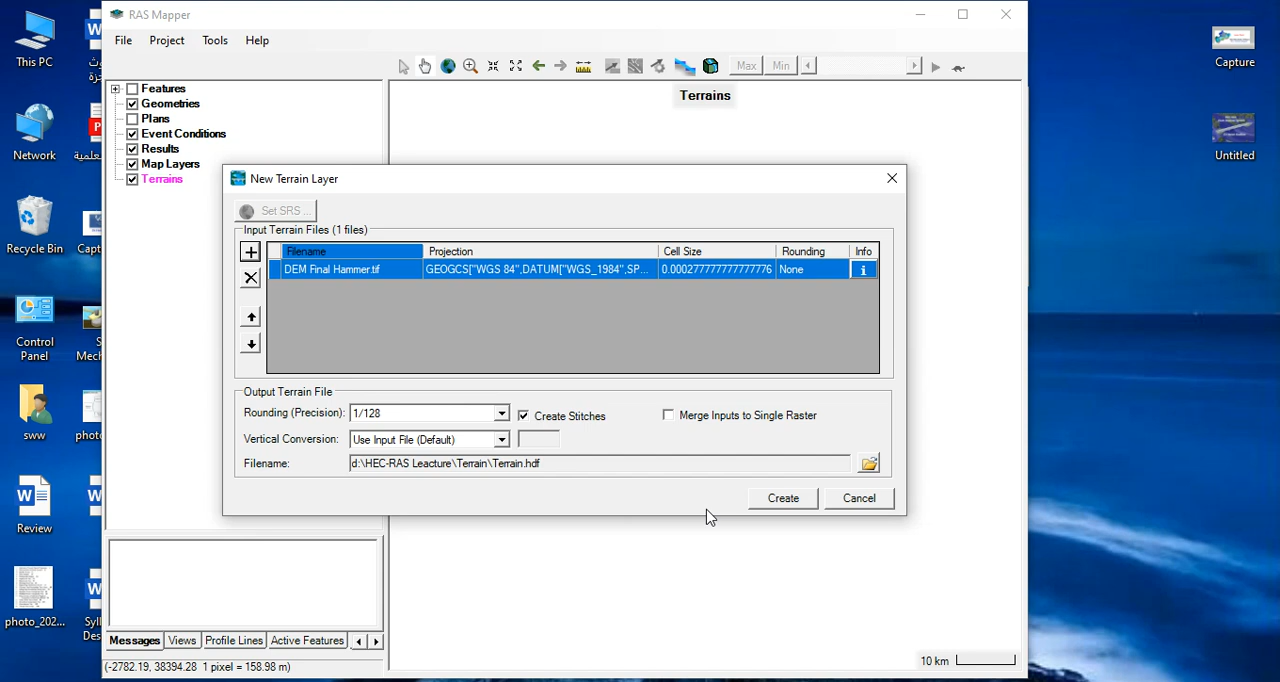 This PC
Network
Recycle Bin
Control
Panel
sww
Review
photo_202...
Capt
S
Mech
photo
Syll
Des
Capture
Untitled
RAS Mapper
File Project Tools Help
Max Min
Features
Geometries
Plans
Event Conditions
Results
Map Layers
Terrains
Terrains
New Terrain Layer
Set SRS ...
Input Terrain Files (1 files)
Filename Projection Cell Size Rounding Info
DEM Final Hammer.tif GEOGCS["WGS 84",DATUM["WGS_1984",SP... 0.000277777777777776 None i
Output Terrain File
Rounding (Precision): 1/128 Create Stitches Merge Inputs to Single Raster
Vertical Conversion: Use Input File (Default)
Filename: d:\HEC-RAS Leacture\Terrain\Terrain.hdf
Create Cancel
Messages Views Profile Lines Active Features
(-2782.19, 38394.28 1 pixel = 158.98 m)
10 km